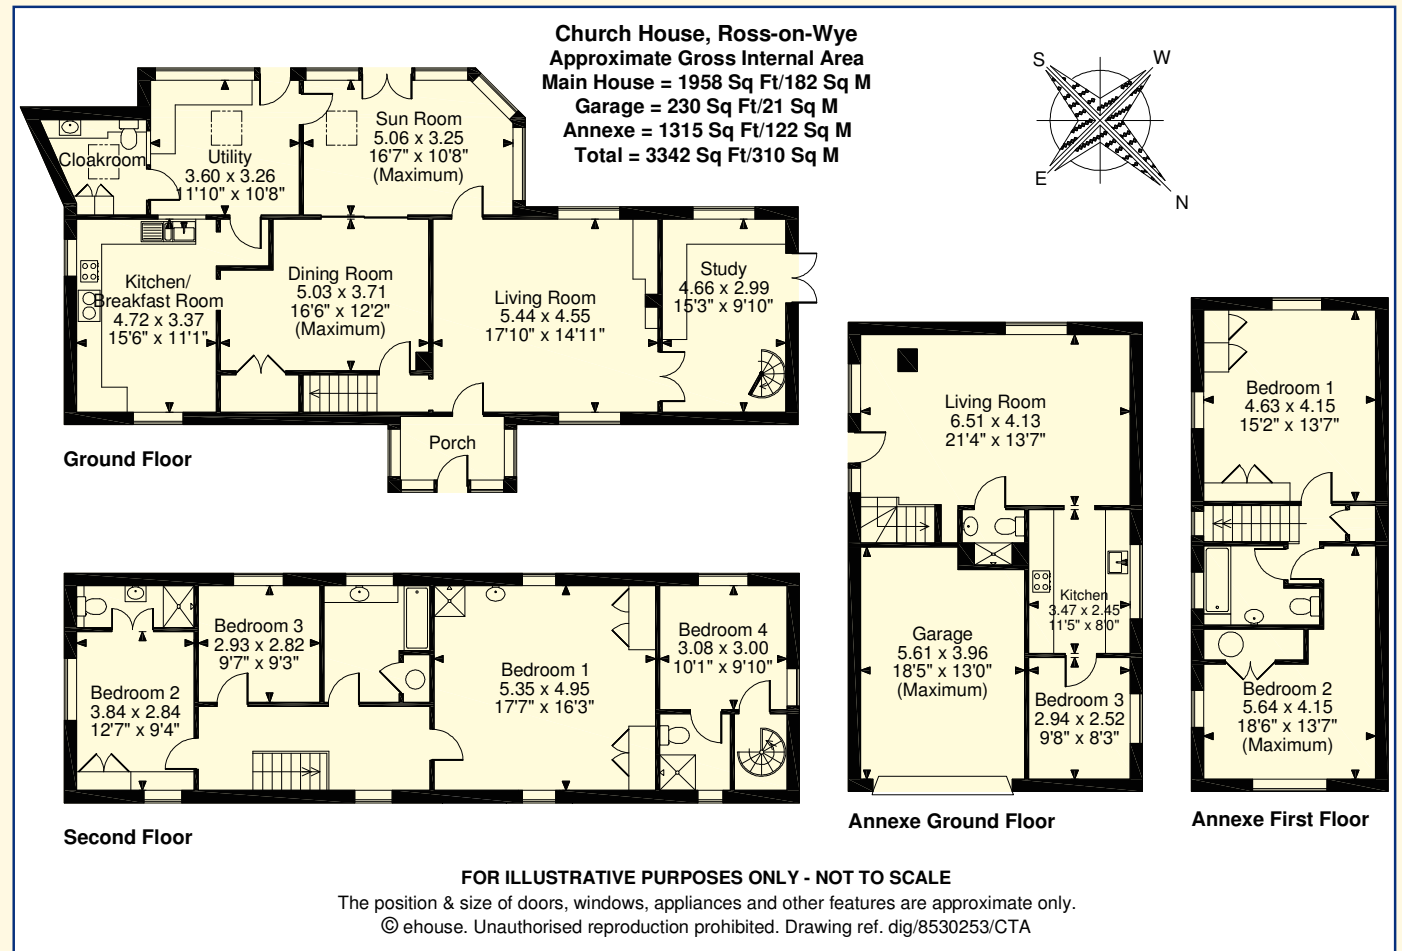 Church House, Ross-on-Wye
Approximate Gross Internal Area
Main House = 1958 Sq Ft/182 Sq M
Garage = 230 Sq Ft/21 Sq M
Annexe = 1315 Sq Ft/122 Sq M
Total = 3342 Sq Ft/310 Sq M
S
W
E
N
Cloakroom
Utility
3.60 x 3.26
11'10" x 10'8"
Sun Room
5.06 x 3.25
16'7" x 10'8"
(Maximum)
Kitchen/
Breakfast Room
4.72 x 3.37
15'6" x 11'1"
Dining Room
5.03 x 3.71
16'6" x 12'2"
(Maximum)
Living Room
5.44 x 4.55
17'10" x 14'11"
Study
4.66 x 2.99
15'3" x 9'10"
Porch
Ground Floor
Bedroom 2
3.84 x 2.84
12'7" x 9'4"
Bedroom 3
2.93 x 2.82
9'7" x 9'3"
Bedroom 1
5.35 x 4.95
17'7" x 16'3"
Bedroom 4
3.08 x 3.00
10'1" x 9'10"
Second Floor
Living Room
6.51 x 4.13
21'4" x 13'7"
Kitchen
3.47 x 2.45
11'5" x 8'0"
Garage
5.61 x 3.96
18'5" x 13'0"
(Maximum)
Bedroom 3
2.94 x 2.52
9'8" x 8'3"
Annexe Ground Floor
Bedroom 1
4.63 x 4.15
15'2" x 13'7"
Bedroom 2
5.64 x 4.15
18'6" x 13'7"
(Maximum)
Annexe First Floor
FOR ILLUSTRATIVE PURPOSES ONLY - NOT TO SCALE
The position & size of doors, windows, appliances and other features are approximate only.
© ehouse. Unauthorised reproduction prohibited. Drawing ref. dig/8530253/CTA